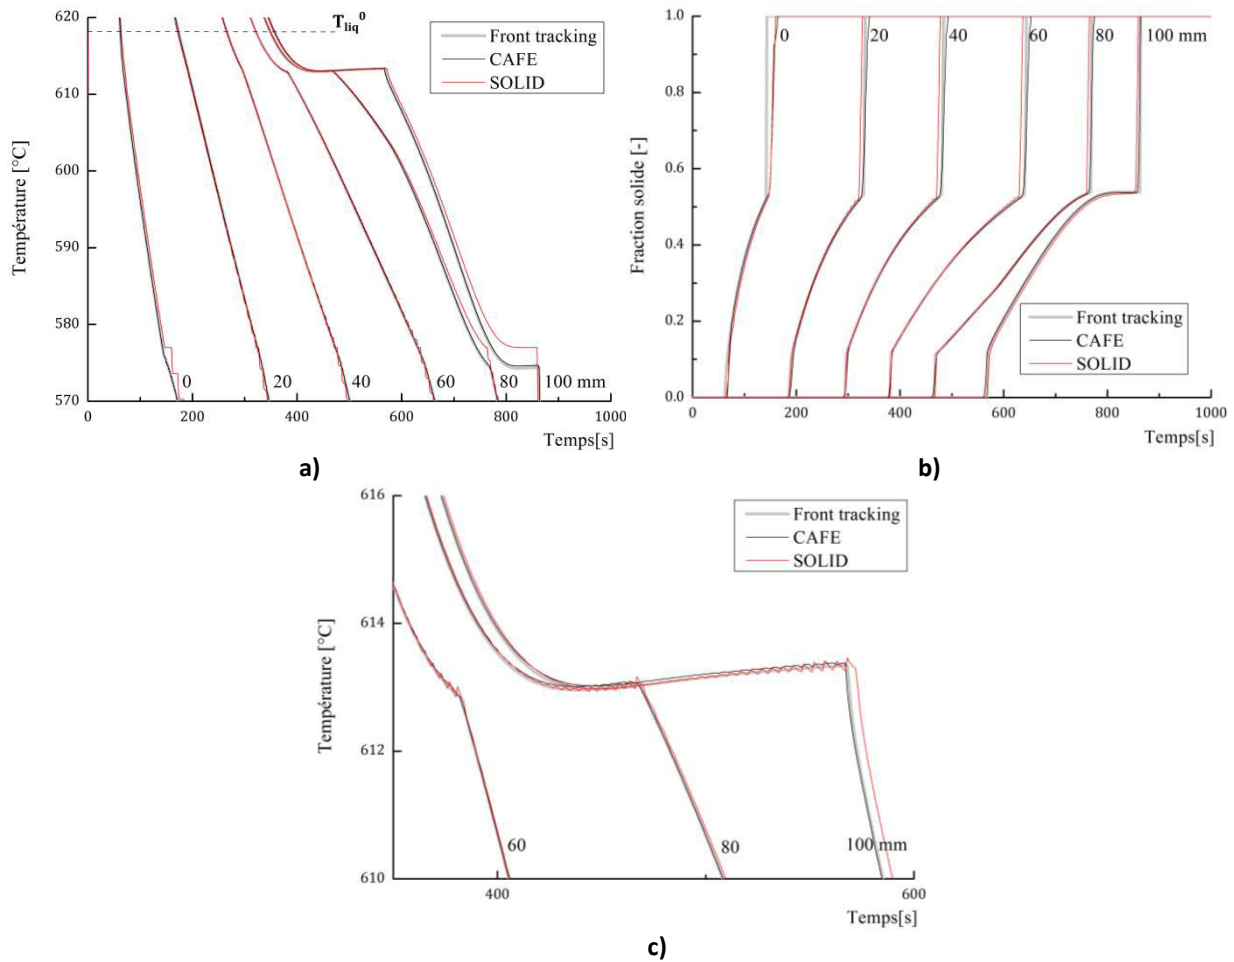 620
610
600
590
580
570
0
200
400
600
800
1000
Température [°C]
Temps[s]
T liq 0
Front tracking
CAFE
SOLID
0
20
40
60
80
100 mm
a)
1.0
0.8
0.6
0.4
0.2
0.0
0
200
400
600
800
1000
Fraction solide [-]
Temps[s]
0
20
40
60
80
100 mm
Front tracking
CAFE
SOLID
b)
616
614
612
610
400
600
Température [°C]
Temps[s]
Front tracking
CAFE
SOLID
60
80
100 mm
c)